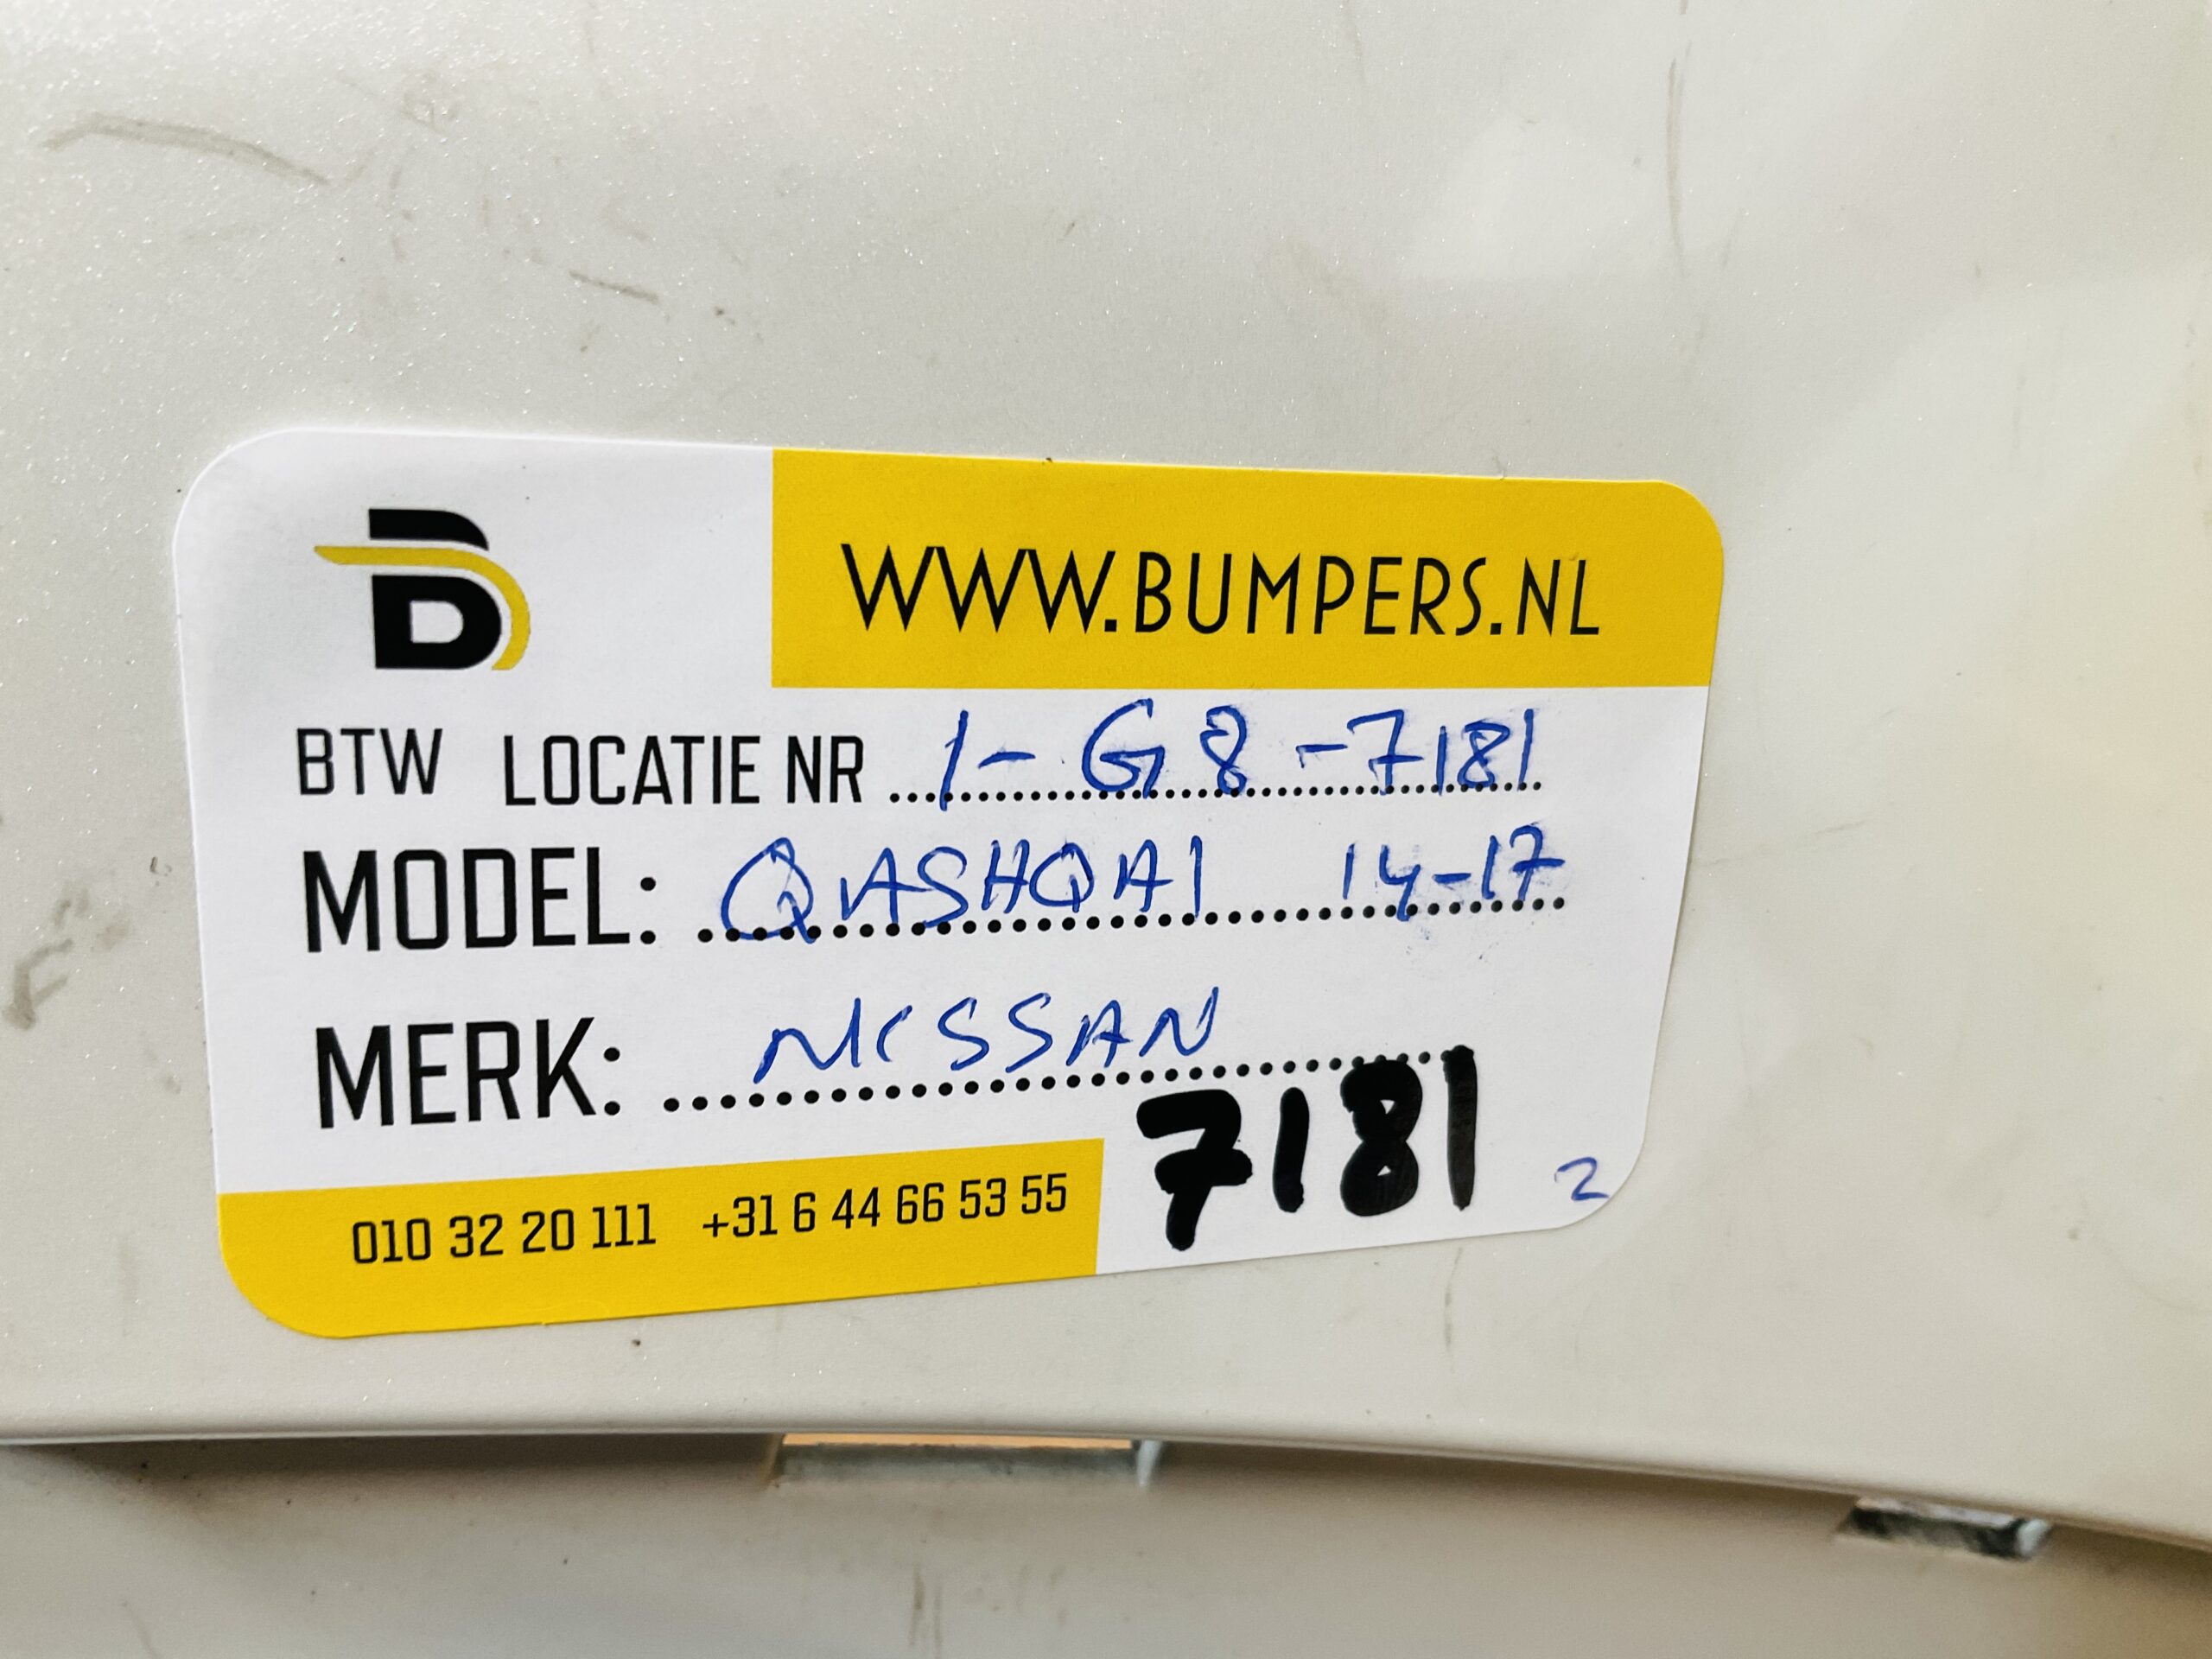 B
WWW.BUMPERS.NL
BTW LOCATIE NR 1-G8-7181
MODEL: QASHQAI 14-17
MERK: NISSAN
7181
2
010 32 20 111 +31 6 44 66 53 55